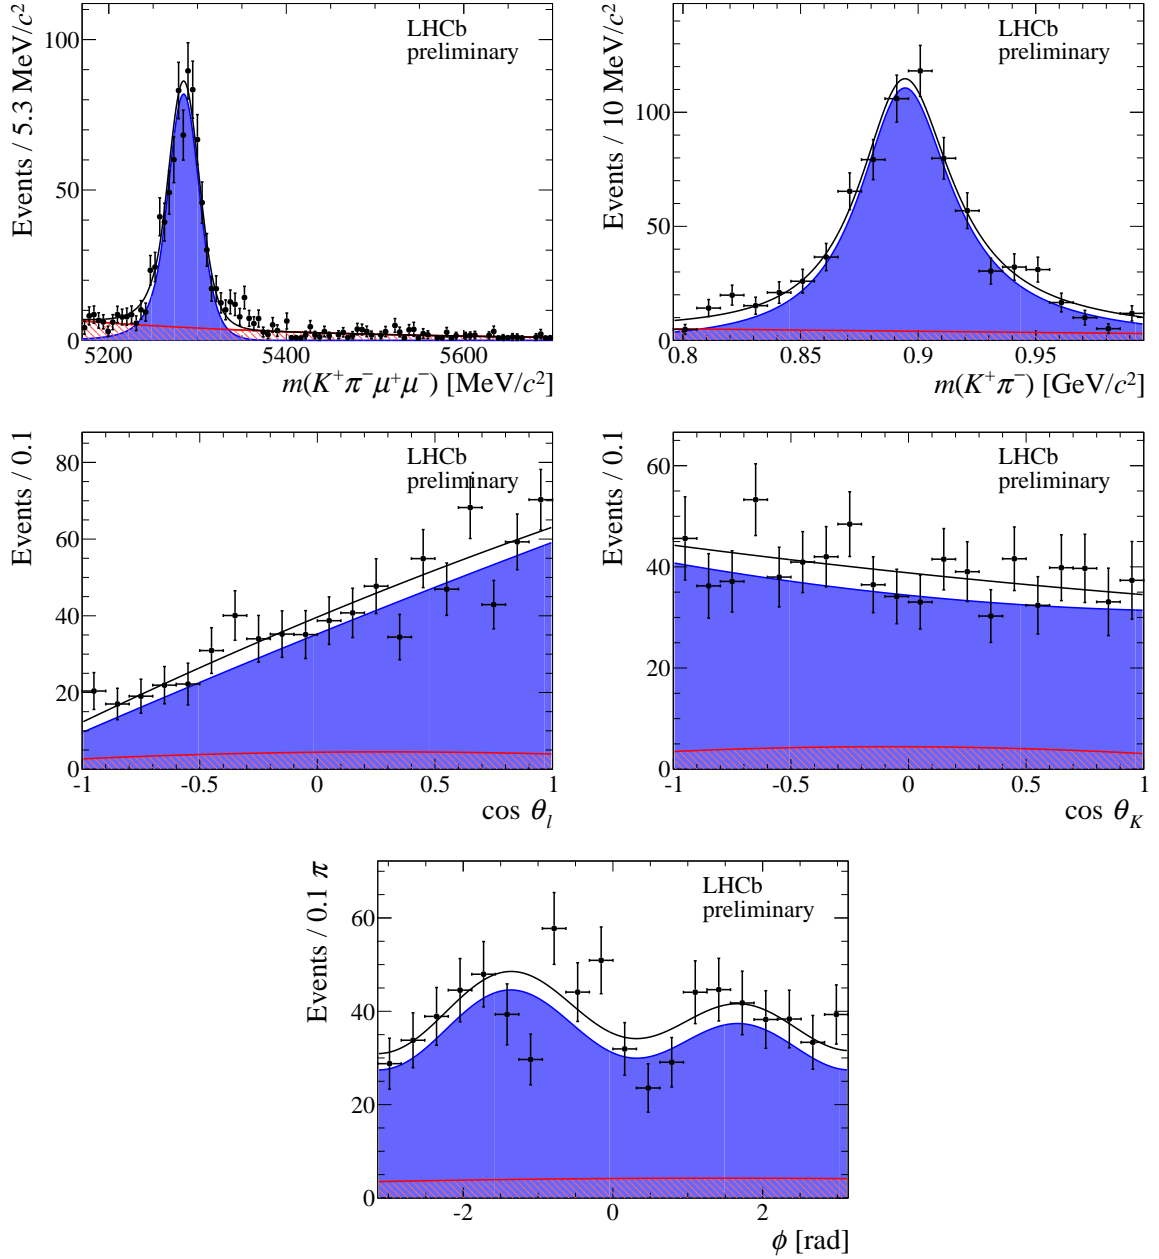 LHCb
preliminary
100
50
0
Events / 5.3 MeV/c²
5200 5400 5600
m(K⁺π⁻μ⁺μ⁻) [MeV/c²]
LHCb
preliminary
100
50
0
Events / 10 MeV/c²
0.8 0.85 0.9 0.95
m(K⁺π⁻) [GeV/c²]
LHCb
preliminary
80
60
40
20
0
Events / 0.1
-1 -0.5 0 0.5 1
cos θₗ
LHCb
preliminary
60
40
20
0
Events / 0.1
-1 -0.5 0 0.5 1
cos θ_K
LHCb
preliminary
60
40
20
0
Events / 0.1 π
-2 0 2
ϕ [rad]